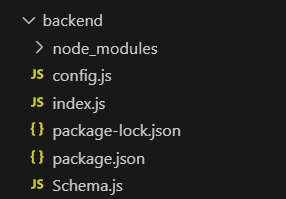 backend
node_modules
JS config.js
JS index.js
{ } package-lock.json
{ } package.json
JS Schema.js